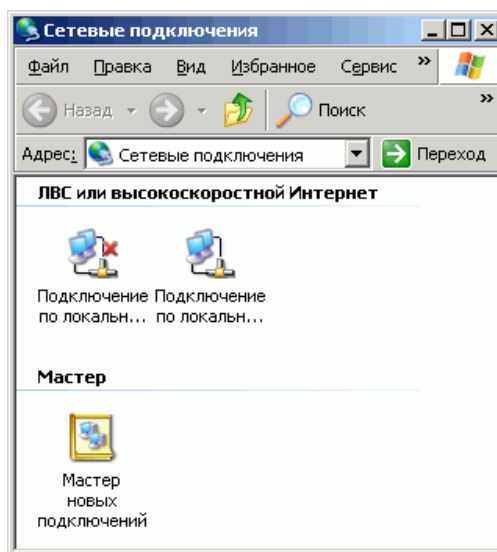 Сетевые подключения
Файл Правка Вид Избранное Сервис »
Назад Поиск »
Адрес: Сетевые подключения Переход
ЛВС или высокоскоростной Интернет
Подключение Подключение
по локальн... по локальн...
Мастер
Мастер
новых
подключений